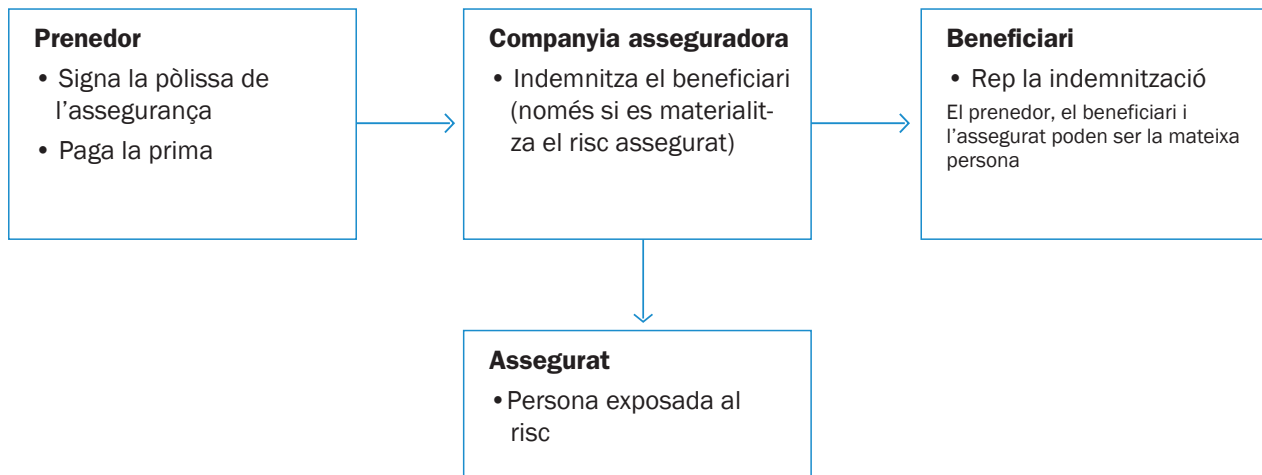 Prenedor
• Signa la pòlissa de
l’assegurança
• Paga la prima
Companyia asseguradora
• Indemnitza el beneficiari
(només si es materialit-
za el risc assegurat)
Beneficiari
• Rep la indemnització
El prenedor, el beneficiari i
l’assegurat poden ser la mateixa
persona
Assegurat
• Persona exposada al
risc